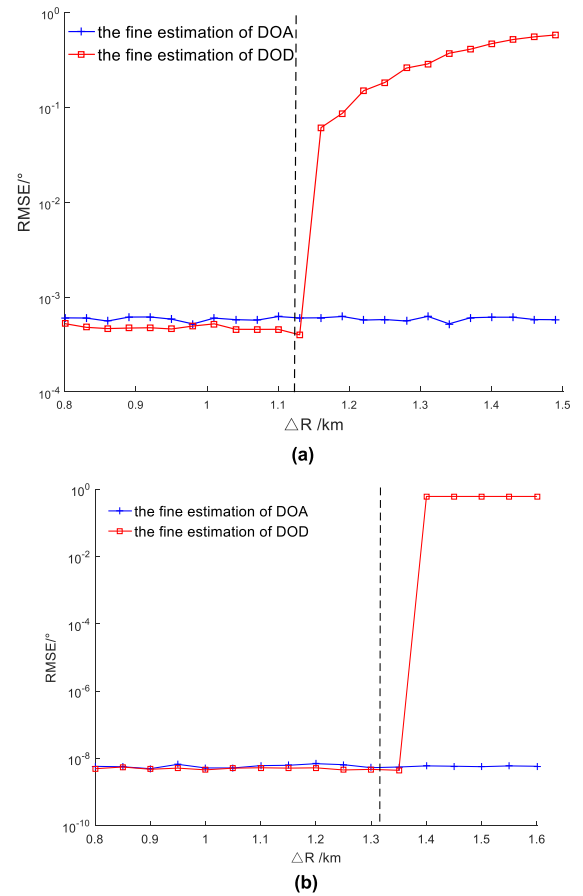 10^0
the fine estimation of DOA
the fine estimation of DOD
10^-1
RMSE/°
10^-2
10^-3
10^-4
0.8 0.9 1 1.1 1.2 1.3 1.4 1.5
△R /km
(a)
10^0
the fine estimation of DOA
the fine estimation of DOD
10^-2
10^-4
RMSE/°
10^-6
10^-8
10^-10
0.8 0.9 1 1.1 1.2 1.3 1.4 1.5 1.6
△R /km
(b)